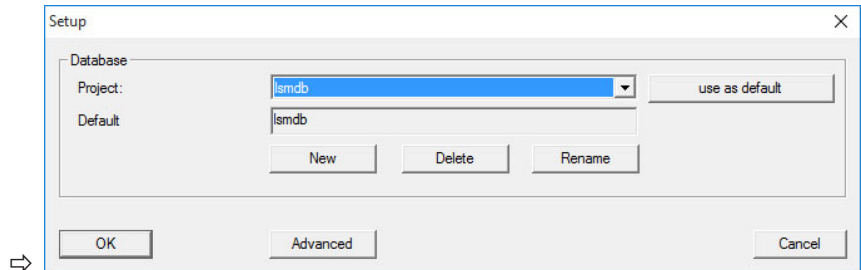 Setup
Database
Project:
lsmdb
use as default
Default
lsmdb
New
Delete
Rename
OK
Advanced
Cancel